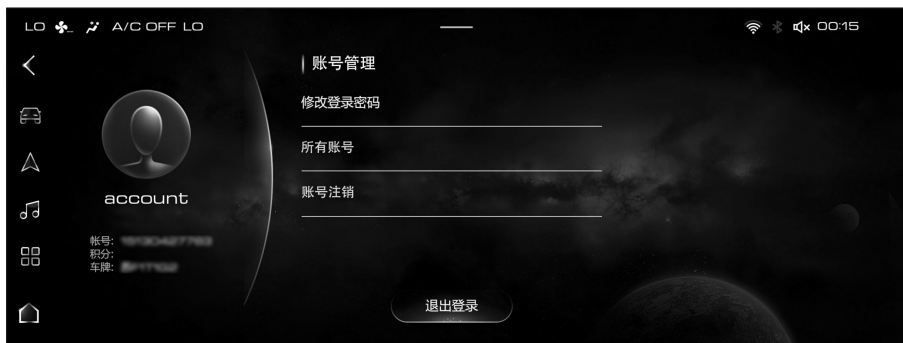 LO A/C OFF LO
00:15
账号管理
修改登录密码
所有账号
账号注销
account
帐号:
积分:
车牌:
退出登录